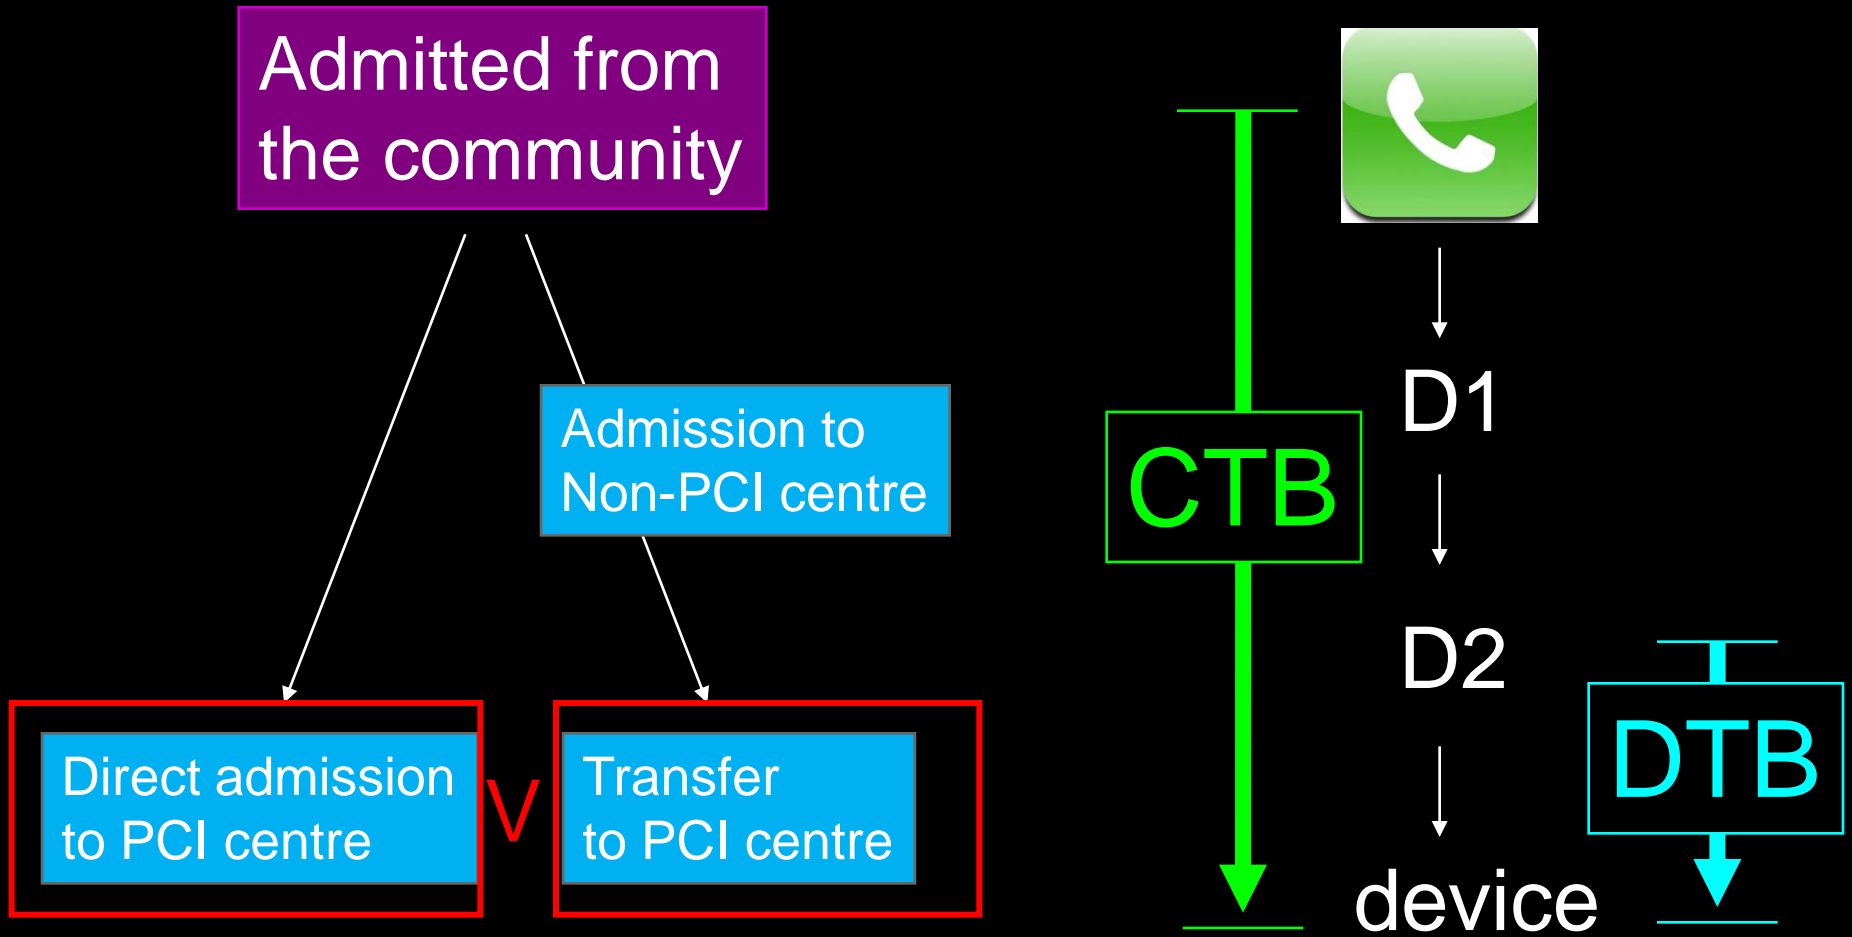 Admitted from
the community
Admission to
Non-PCI centre
Direct admission
to PCI centre
V
Transfer
to PCI centre
CTB
D1
D2
device
DTB